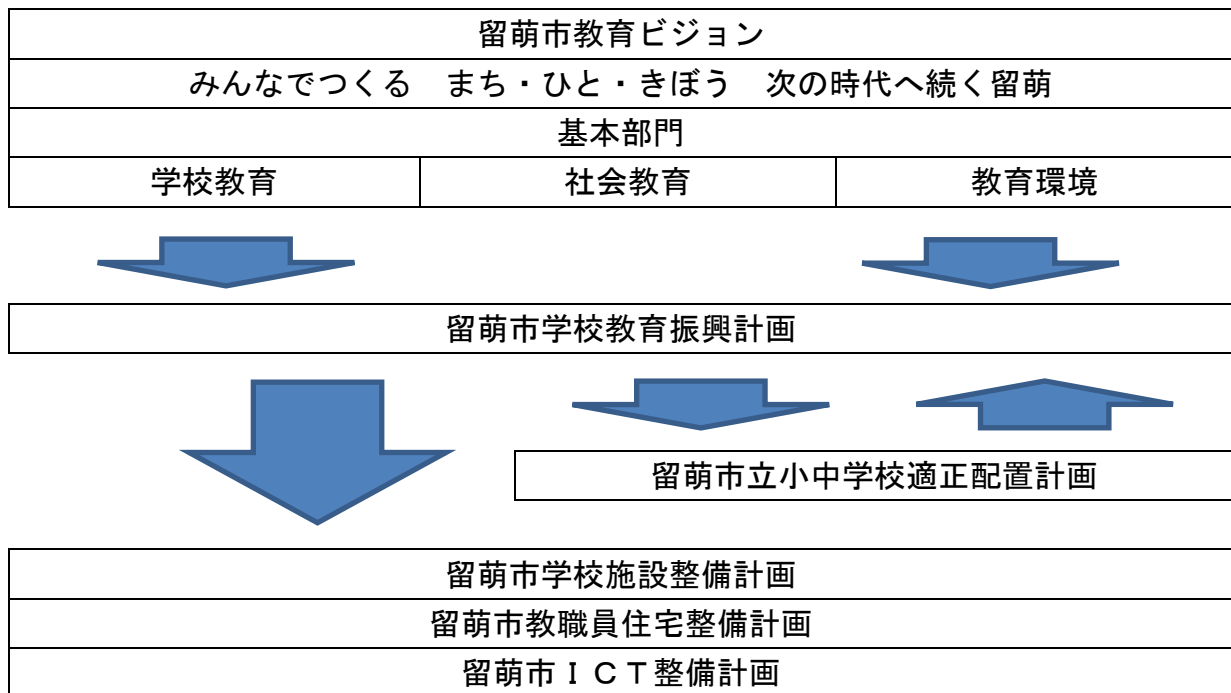 留萌市教育ビジョン
みんなでつくる　まち・ひと・きぼう　次の時代へ続く留萌
基本部門
学校教育
社会教育
教育環境
留萌市学校教育振興計画
留萌市立小中学校適正配置計画
留萌市学校施設整備計画
留萌市教職員住宅整備計画
留萌市ＩＣＴ整備計画